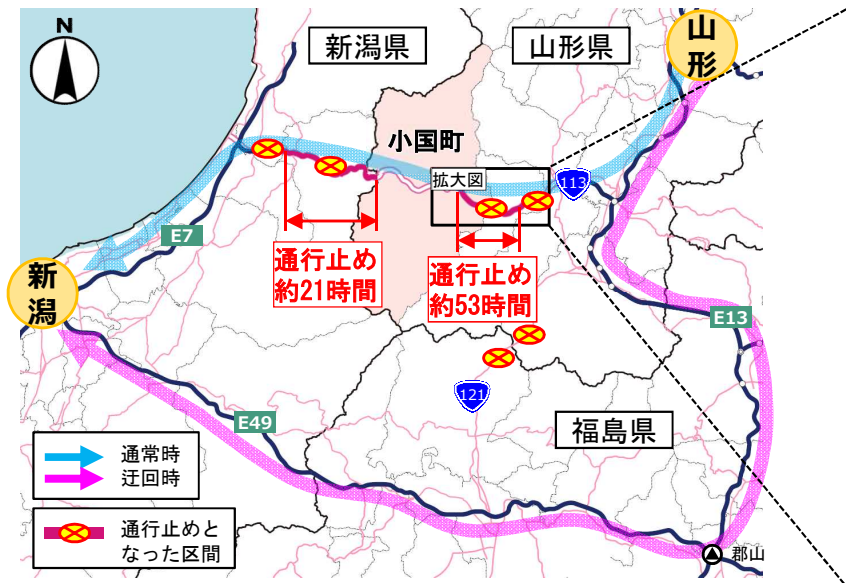 N
新潟県
山形県
山形
小国町
拡大図
113
E7
通行止め
約21時間
通行止め
約53時間
新潟
E13
121
E49
福島県
通常時
迂回時
通行止めと
なった区間
郡山